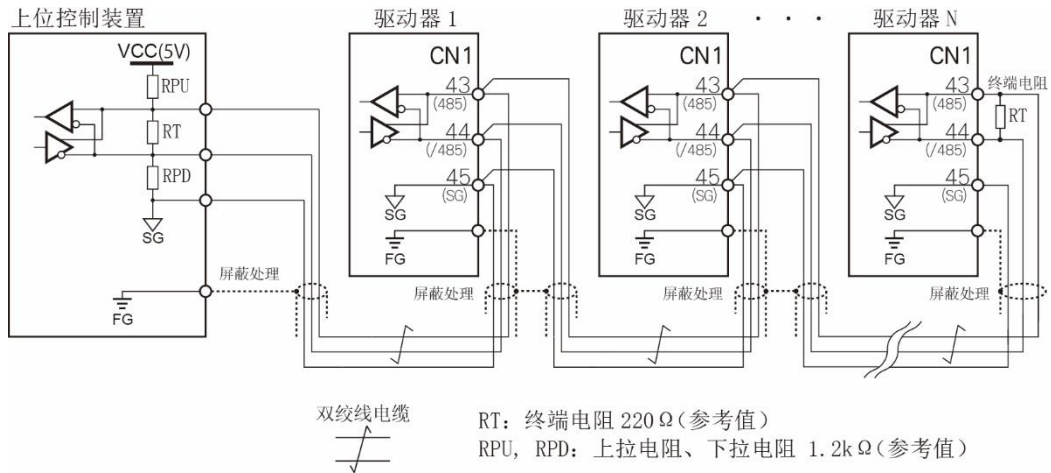 上位控制装置
驱动器 1
驱动器 2
· · ·
驱动器 N
VCC(5V)
RPU
RT
RPD
SG
FG
屏蔽处理
CN1
43
(485)
44
(/485)
45
(SG)
SG
FG
屏蔽处理
CN1
43
(485)
44
(/485)
45
(SG)
SG
FG
屏蔽处理
CN1
43
(485)
44
(/485)
45
(SG)
SG
FG
终端电阻
RT
屏蔽处理
双绞线电缆
RT: 终端电阻 220 Ω(参考值)
RPU, RPD: 上拉电阻、下拉电阻 1.2kΩ(参考值)